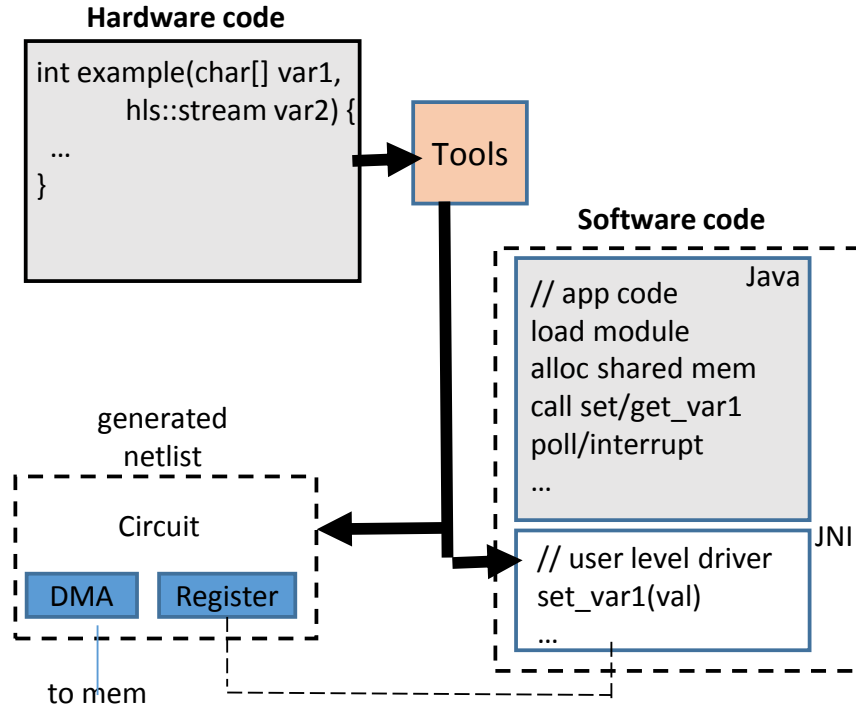 Hardware code
int example(char[] var1,
hls::stream var2) {
...
}
Tools
Software code
Java
// app code
load module
alloc shared mem
call set/get_var1
poll/interrupt
...
JNI
// user level driver
set_var1(val)
...
generated
netlist
Circuit
DMA
Register
to mem